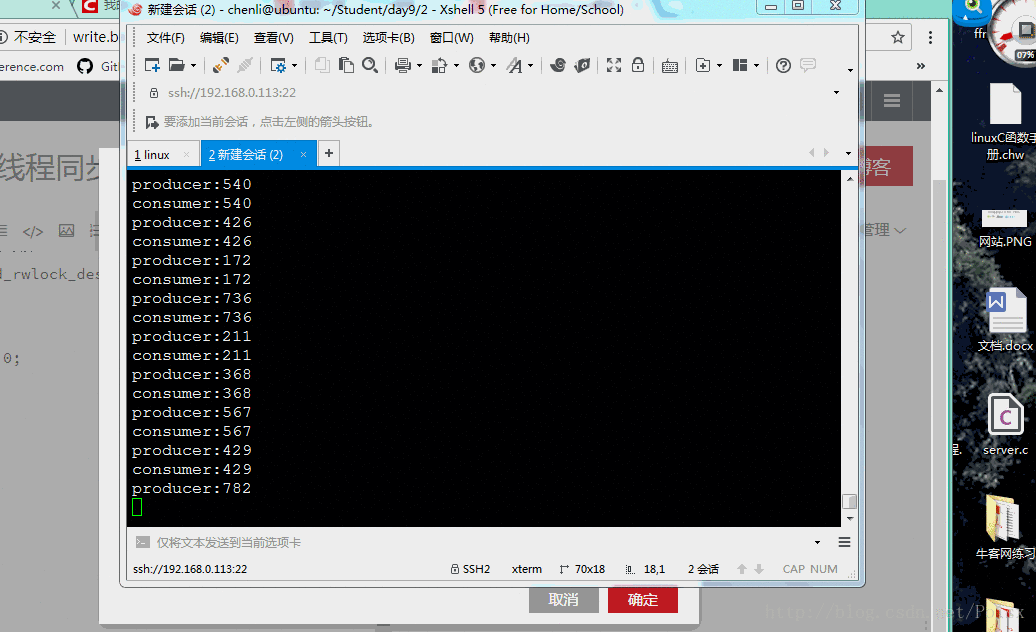 新建会话 (2) - chenli@ubuntu: ~/Student/day9/2 - Xshell 5 (Free for Home/School)
文件(F) 编辑(E) 查看(V) 工具(T) 选项卡(B) 窗口(W) 帮助(H)
ssh://192.168.0.113:22
要添加当前会话，点击左侧的箭头按钮。
1 linux
2 新建会话 (2)
producer:540
consumer:540
producer:426
consumer:426
producer:172
consumer:172
producer:736
consumer:736
producer:211
consumer:211
producer:368
consumer:368
producer:567
consumer:567
producer:429
consumer:429
producer:782
仅将文本发送到当前选项卡
ssh://192.168.0.113:22 SSH2 xterm 70x18 18,1 2 会话 CAP NUM
取消 确定
不安全 write.b
erence.com Git
线程同步
d_rwlock_des
0;
博客
管理
ffr
07%
linuxC函数手册.chw
网站.PNG
文档.docx
程.
server.c
牛客网练习